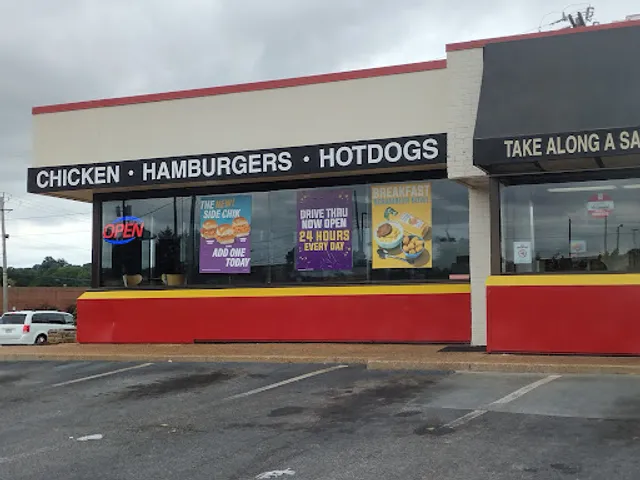 CHICKEN · HAMBURGERS · HOTDOGS
TAKE ALONG A SA
OPEN
THE NEW!
SIDE CHIK
ADD ONE
TODAY
DRIVE THRU
NOW OPEN
24 HOURS
EVERY DAY
BREAKFAST